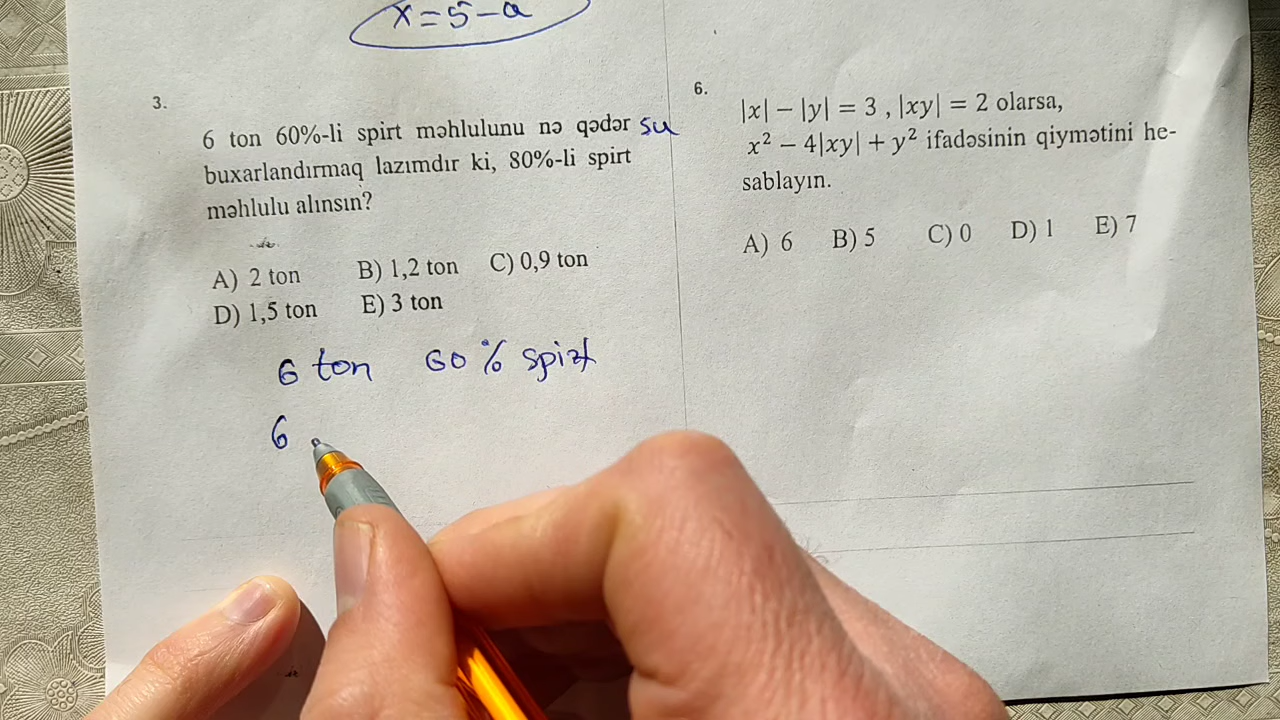 x=5-a
3.
6 ton 60%-li spirt məhlulunu nə qədər su
buxarlandırmaq lazımdır ki, 80%-li spirt
məhlulu alınsın?
A) 2 ton B) 1,2 ton C) 0,9 ton
D) 1,5 ton E) 3 ton
6 ton 60% spirt
6
6.
|x| − |y| = 3 , |xy| = 2 olarsa,
x² − 4|xy| + y² ifadəsinin qiymətini he-
sablayın.
A) 6 B) 5 C) 0 D) 1 E) 7